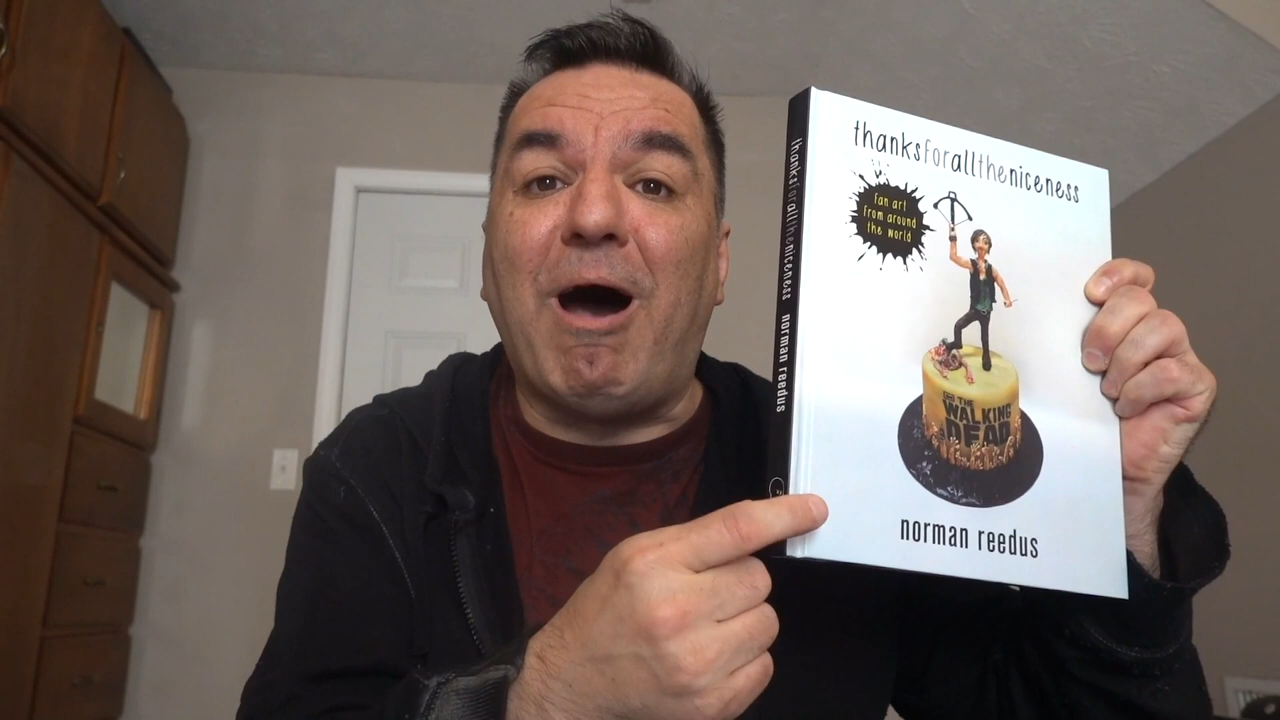 thanksforalltheniceness
fan art
from around
the world
THE
WALKING
DEAD
norman reedus
thanksforalltheniceness norman reedus